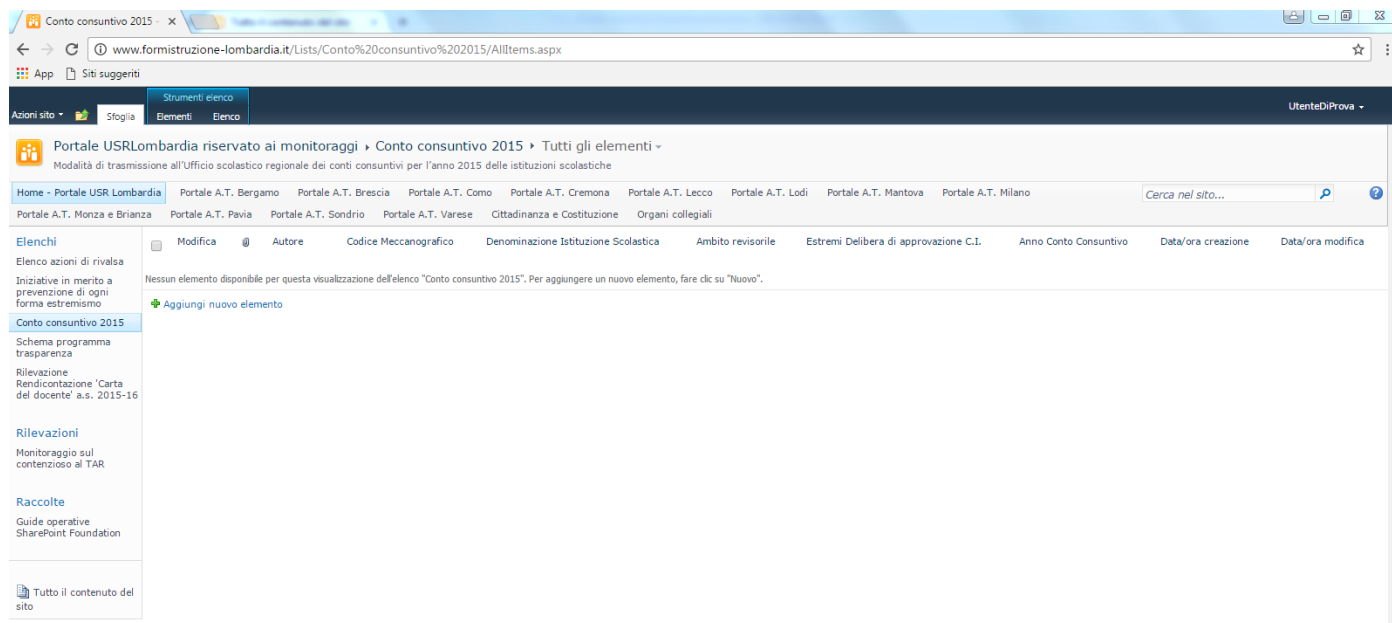 Conto consuntivo 2015 -
www.formistruzione-lombardia.it/Lists/Conto%20consuntivo%202015/AllItems.aspx
App Siti suggeriti
Strumenti elenco
Azioni sito Sfoglia Elementi Elenco UtenteDiProva
Portale USRLombardia riservato ai monitoraggi Conto consuntivo 2015 Tutti gli elementi
Modalità di trasmissione all'Ufficio scolastico regionale dei conti consuntivi per l'anno 2015 delle istituzioni scolastiche
Home - Portale USR Lombardia Portale A.T. Bergamo Portale A.T. Brescia Portale A.T. Como Portale A.T. Cremona Portale A.T. Lecco Portale A.T. Lodi Portale A.T. Mantova Portale A.T. Milano Cerca nel sito...
Portale A.T. Monza e Brianza Portale A.T. Pavia Portale A.T. Sondrio Portale A.T. Varese Cittadinanza e Costituzione Organi collegiali
Elenchi
Elenco azioni di rivalsa
Iniziative in merito a
prevenzione di ogni
forma estremismo
Conto consuntivo 2015
Schema programma
trasparenza
Rilevazione
Rendicontazione 'Carta
del docente' a.s. 2015-16
Rilevazioni
Monitoraggio sul
contenzioso al TAR
Raccolte
Guide operative
SharePoint Foundation
Tutto il contenuto del
sito
Modifica Autore Codice Meccanografico Denominazione Istituzione Scolastica Ambito revisorile Estremi Delibera di approvazione C.I. Anno Conto Consuntivo Data/ora creazione Data/ora modifica
Nessun elemento disponibile per questa visualizzazione dell'elenco "Conto consuntivo 2015". Per aggiungere un nuovo elemento, fare clic su "Nuovo".
Aggiungi nuovo elemento